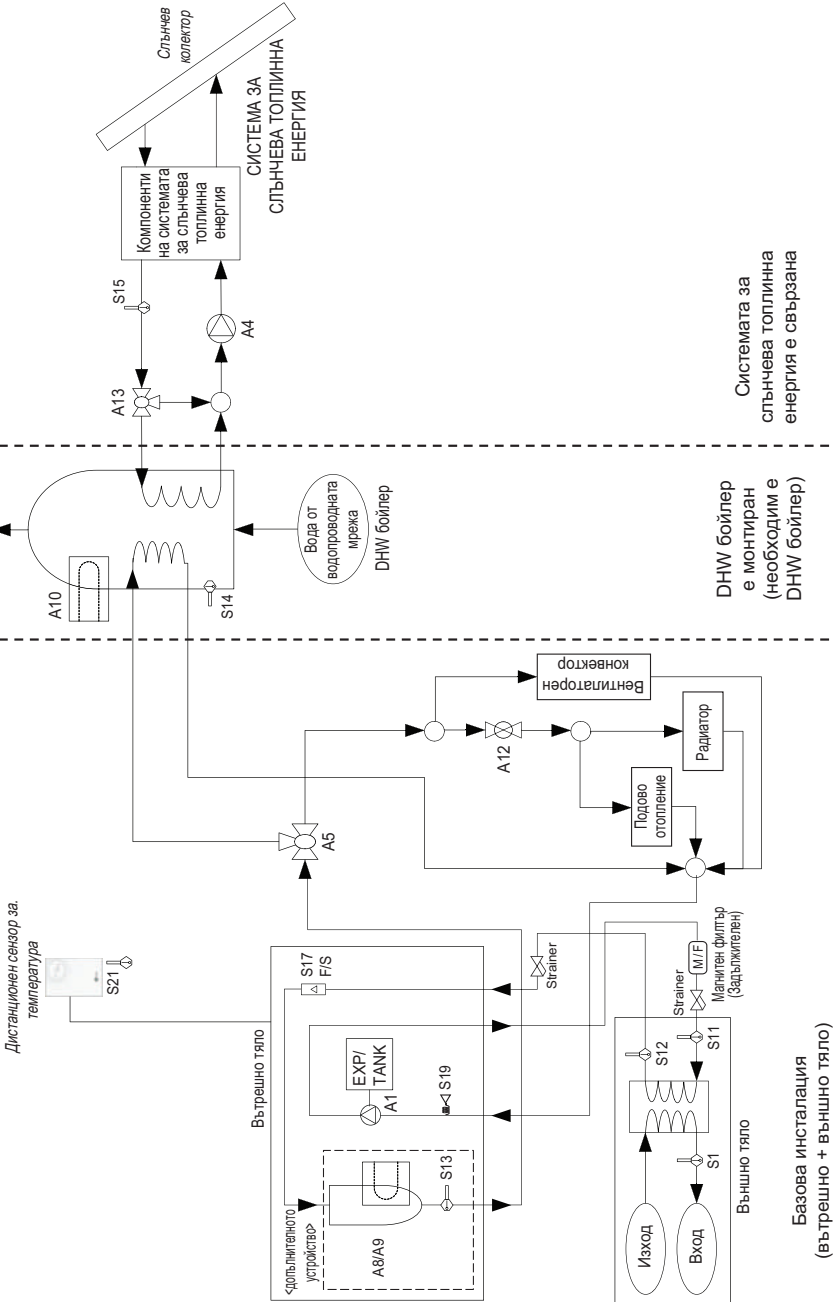 Слънчев
колектор
СИСТЕМА ЗА
СЛЪНЧЕВА ТОПЛИННА
ЕНЕРГИЯ
Компоненти
на системата
за слънчева
топлинна
енергия
S15
A13
A4
Системата за
слънчева топлинна
енергия е свързана
A10
S14
Вода от
водопроводната
мрежа
DHW бойлер
DHW бойлер
е монтиран
(необходим е
DHW бойлер)
Дистанционен сензор за.
температура
S21
A5
A12
Вентилаторен
конвектор
Радиатор
Подово
отопление
Вътрешно тяло
S17
F/S
EXP/
TANK
A1
S19
<допълнителното
устройство>
A8/A9
S13
Strainer
Strainer
M / F
Магнитен филтър
(Задължителен)
S12
S11
S1
Изход
Вход
Външно тяло
Базова инсталация
(вътрешно + външно тяло)